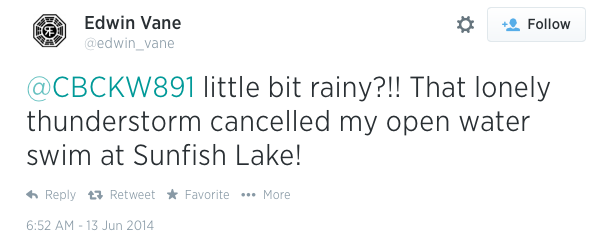 Edwin Vane
@edwin_vane
Follow
@CBCKW891 little bit rainy?!! That lonely
thunderstorm cancelled my open water
swim at Sunfish Lake!
Reply Retweet Favorite More
6:52 AM - 13 Jun 2014